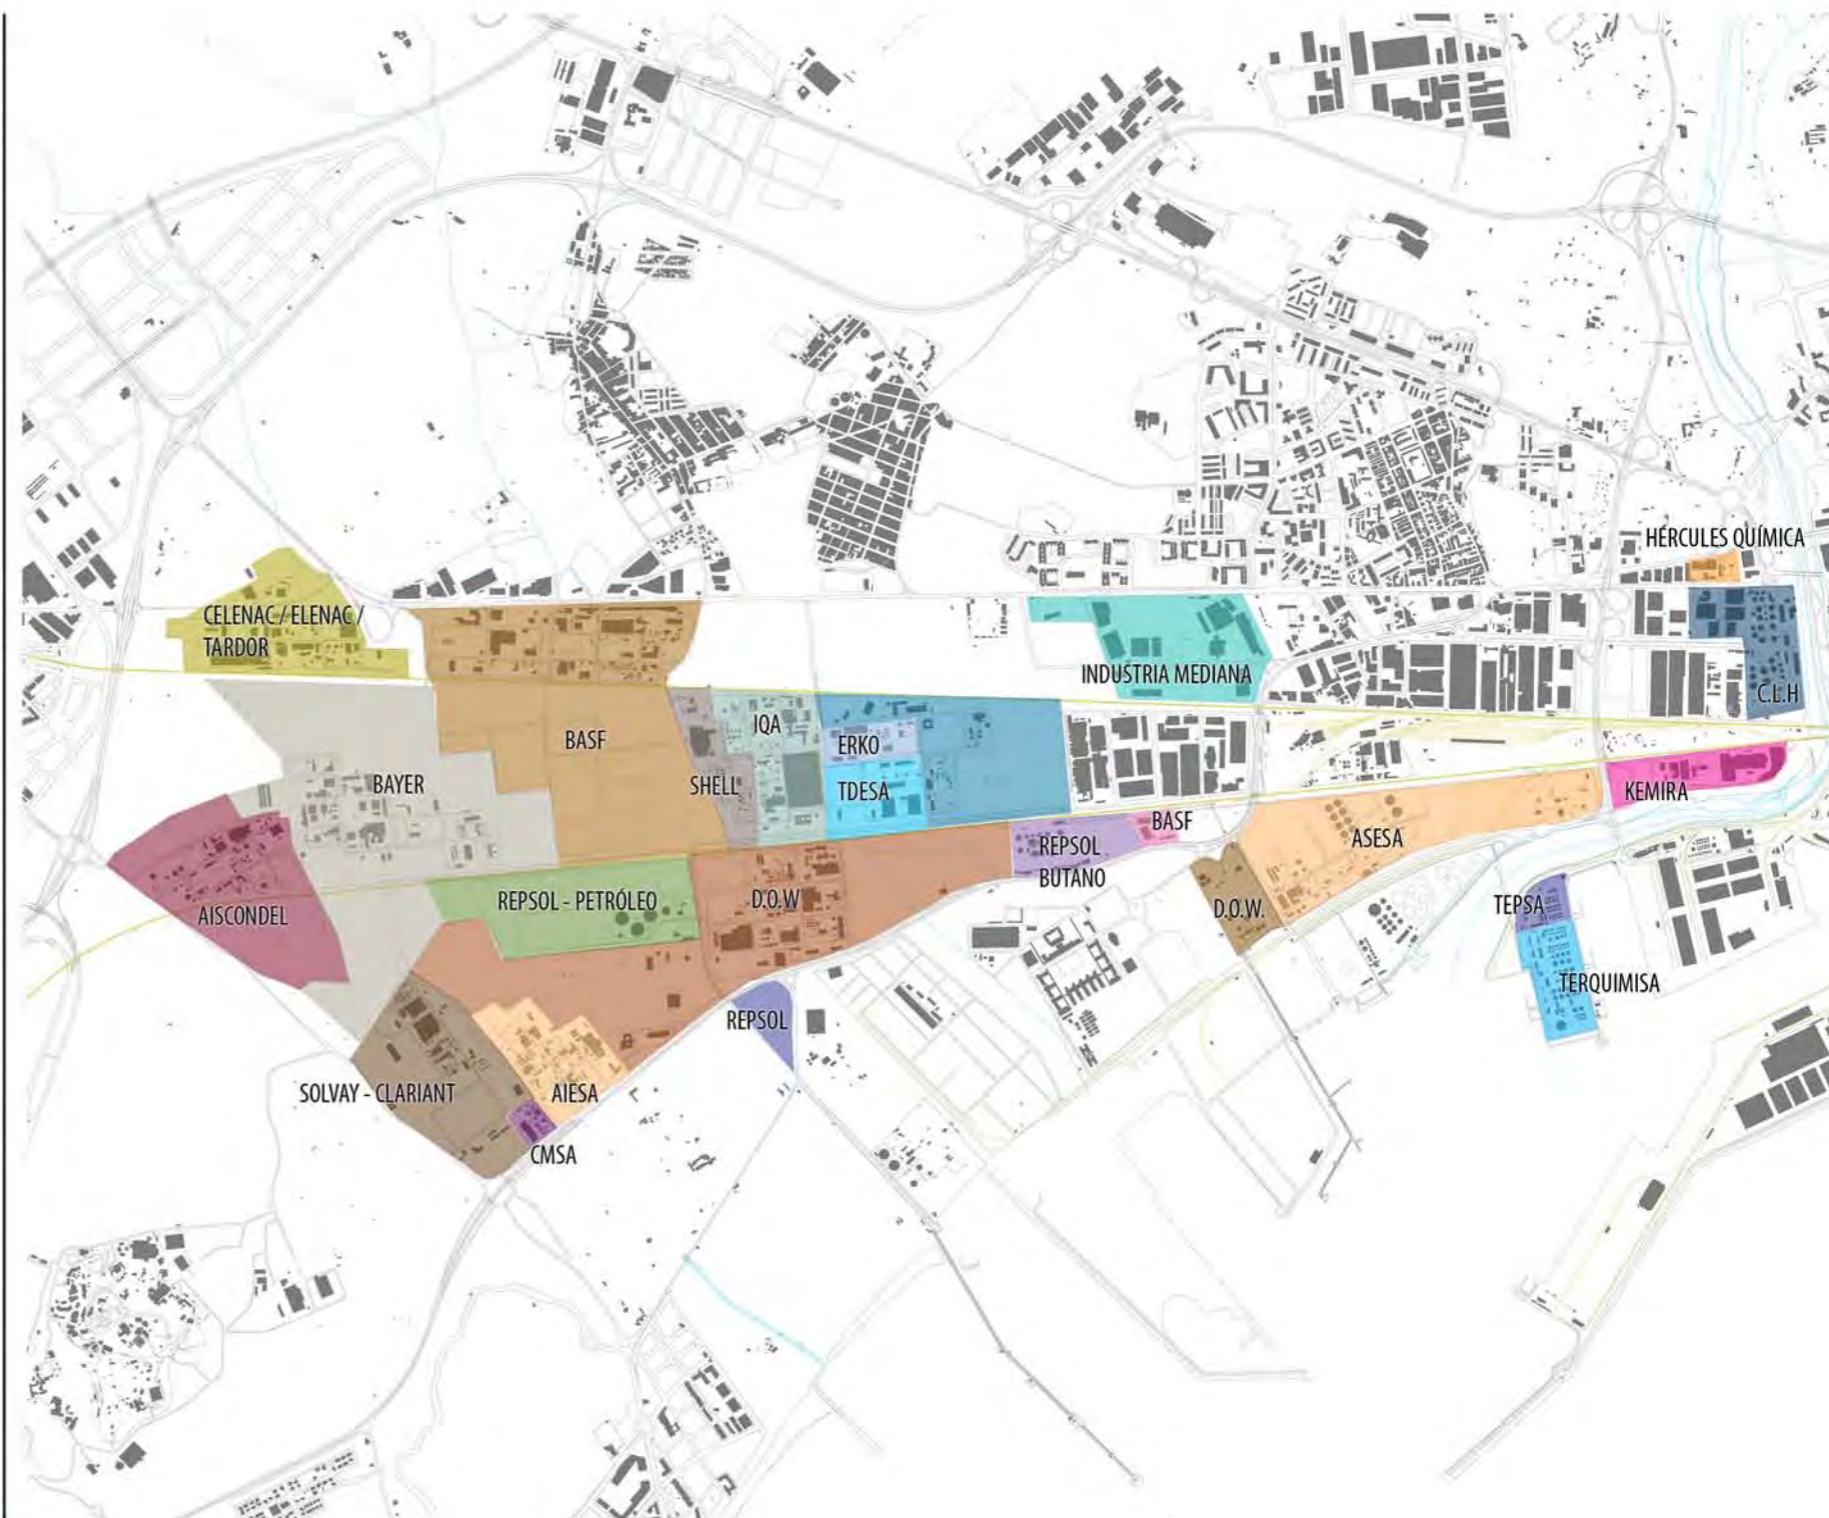 HERCULES QUÍMICA
CELENAC / ELENAC /
TARDOR
INDUSTRIA MEDIANA
C.L.H
IQA
BASF
ERKO
BAYER
SHELL
TDESA
KEMIRA
BASF
REPSOL
BUTANO
ASESA
AISCONDEL
REPSOL - PETRÓLEO
D.O.W
D.O.W.
TEPSA
TERQUIMISA
REPSOL
SOLVAY - CLARIANT
AIESA
CMSA